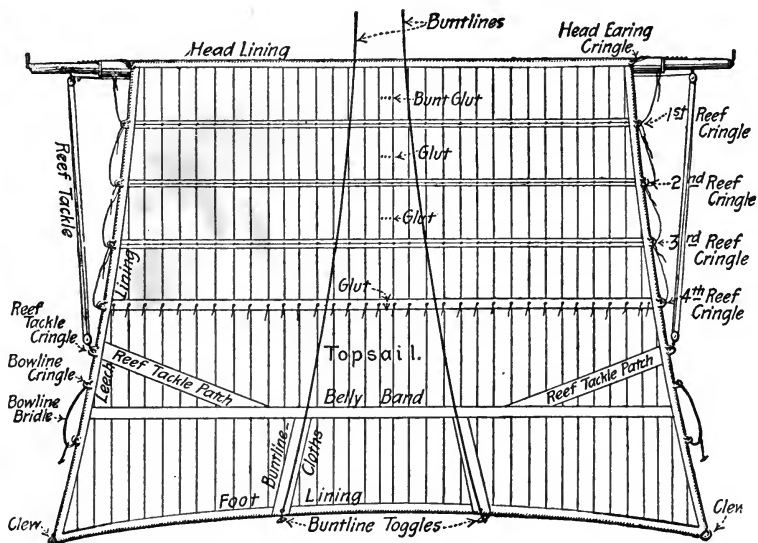 Buntlines
Head Lining
Head Earing
Cringle
Bunt Glut
1st Reef
Cringle
Reef Tackle
Glut
2nd Reef
Cringle
Glut
3rd Reef
Cringle
Lining
Glut
4th Reef
Cringle
Reef
Tackle
Cringle
Topsail.
Bowline
Cringle
Leech
Reef Tackle Patch
Reef Tackle Patch
Bowline
Bridle
Belly Band
Buntline-
Cloths
Foot Lining
Clew
Buntline Toggles
Clew